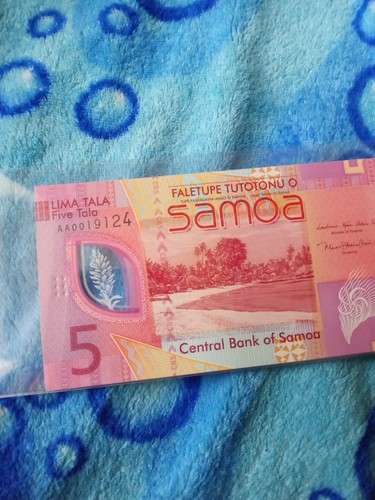 LIMA TALA
Five Tala
AA0019124
FALETUPE TUTOTONU O
samoa
Central Bank of Samoa
5